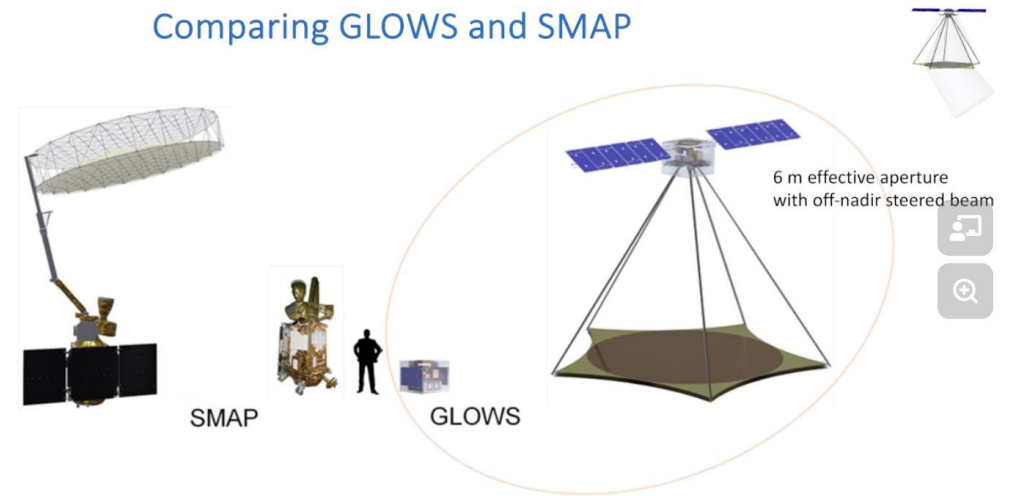 Comparing GLOWS and SMAP
6 m effective aperture
with off-nadir steered beam
SMAP
GLOWS